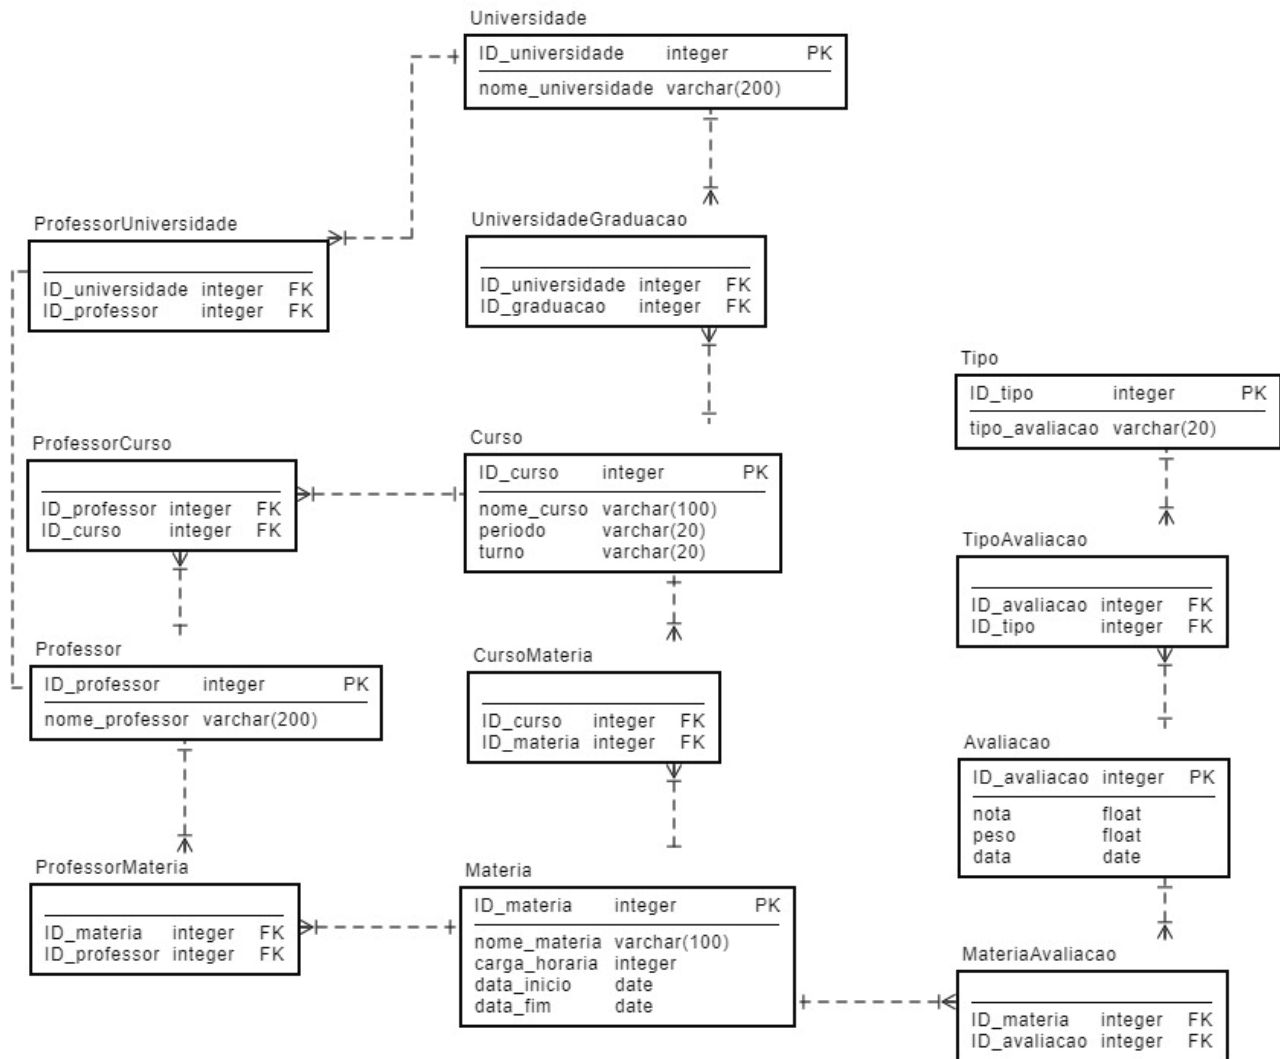 Universidade
ID_universidade integer PK
nome_universidade varchar(200)
ProfessorUniversidade
ID_universidade integer FK
ID_professor integer FK
UniversidadeGraduacao
ID_universidade integer FK
ID_graduacao integer FK
Tipo
ID_tipo integer PK
tipo_avaliacao varchar(20)
ProfessorCurso
ID_professor integer FK
ID_curso integer FK
Curso
ID_curso integer PK
nome_curso varchar(100)
periodo varchar(20)
turno varchar(20)
TipoAvaliacao
ID_avaliacao integer FK
ID_tipo integer FK
Professor
ID_professor integer PK
nome_professor varchar(200)
CursoMateria
ID_curso integer FK
ID_materia integer FK
Avaliacao
ID_avaliacao integer PK
nota float
peso float
data date
ProfessorMateria
ID_materia integer FK
ID_professor integer FK
Materia
ID_materia integer PK
nome_materia varchar(100)
carga_horaria integer
data_inicio date
data_fim date
MateriaAvaliacao
ID_materia integer FK
ID_avaliacao integer FK